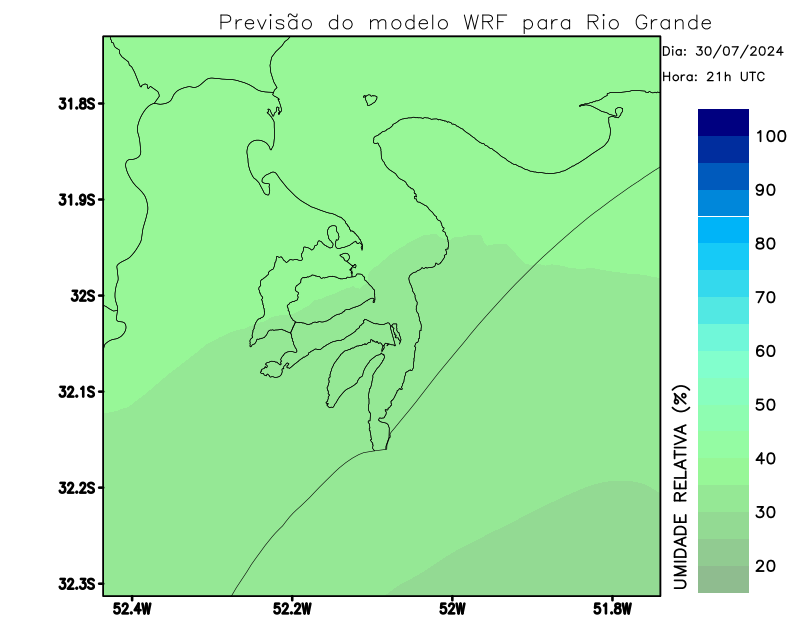 Previsão do modelo WRF para Rio Grande
Dia: 30/07/2024
Hora: 21h UTC
31.8S
31.9S
32S
32.1S
32.2S
32.3S
52.4W
52.2W
52W
51.8W
100
90
80
70
60
50
40
30
20
UMIDADE RELATIVA (%)